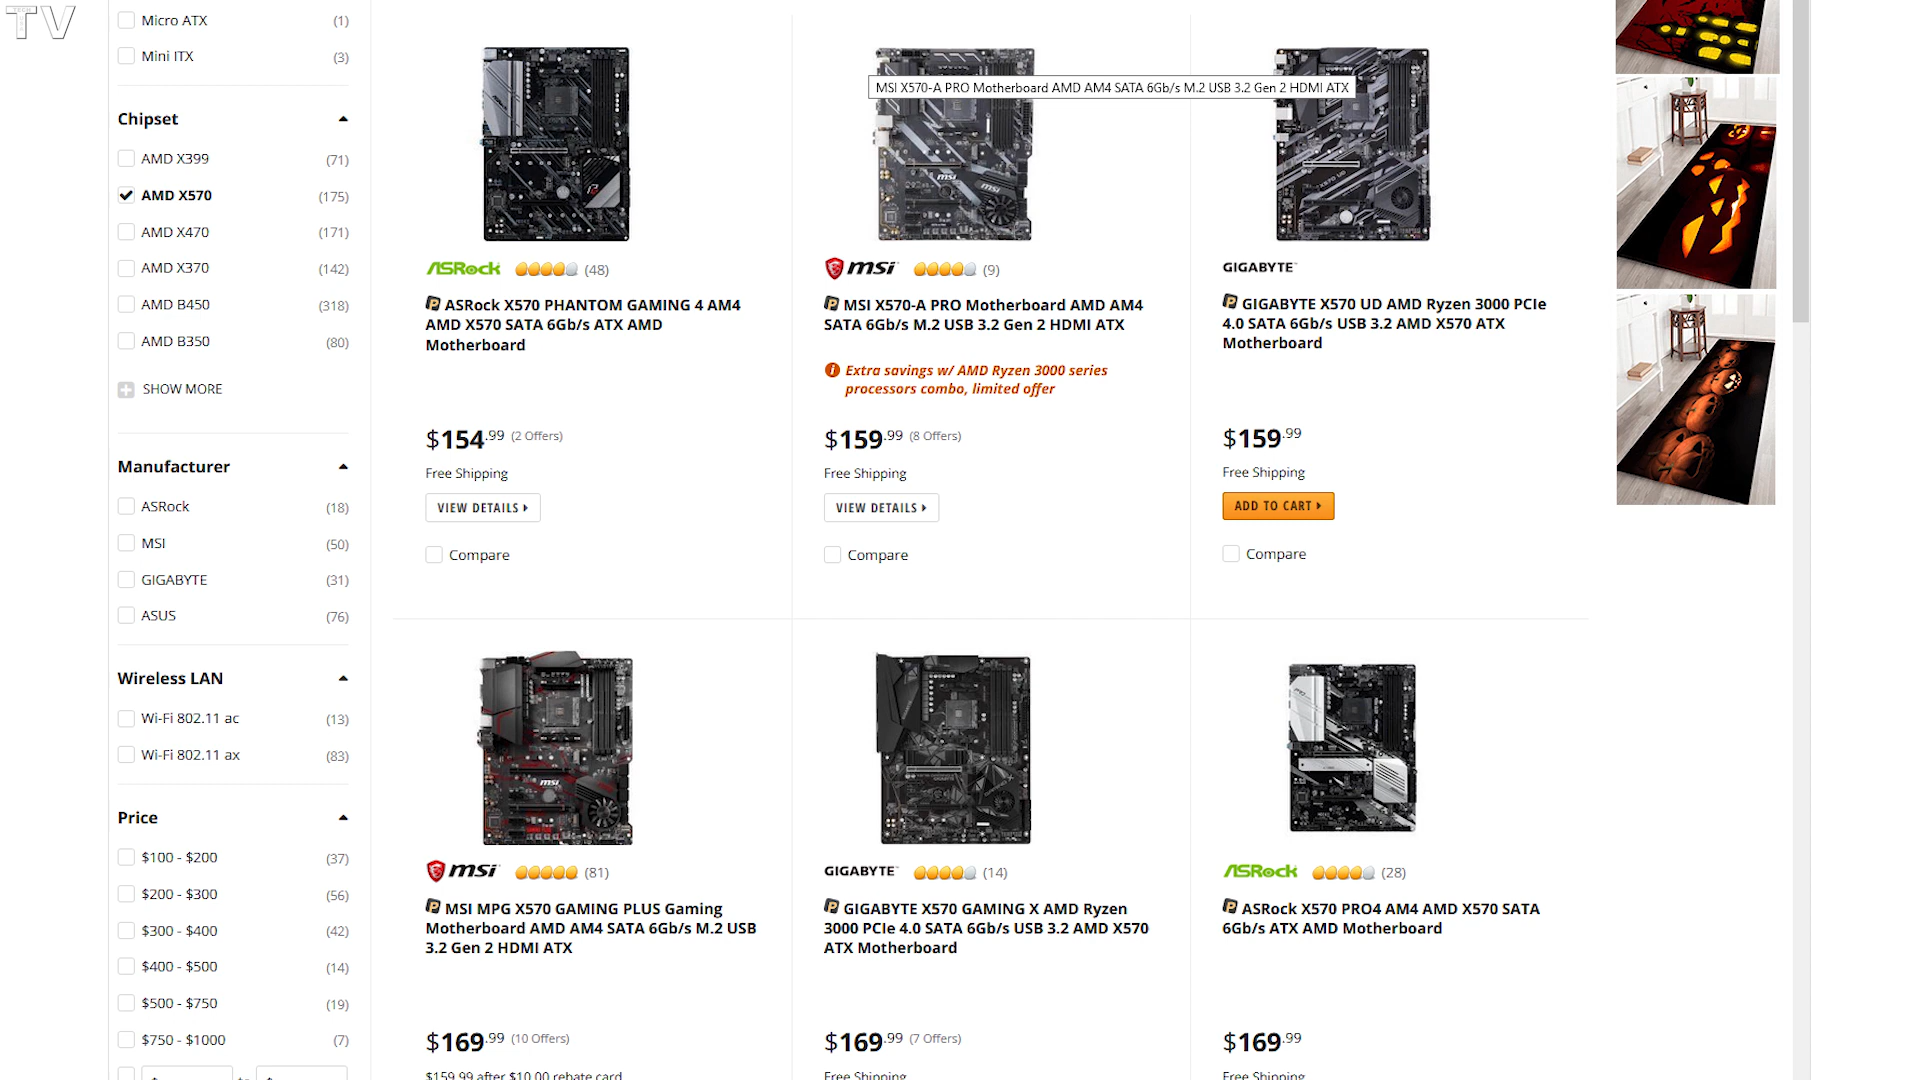 TV
Micro ATX (1)
Mini ITX (3)
Chipset
AMD X399 (71)
AMD X570 (175)
AMD X470 (171)
AMD X370 (142)
AMD B450 (318)
AMD B350 (80)
SHOW MORE
Manufacturer
ASRock (18)
MSI (50)
GIGABYTE (31)
ASUS (76)
Wireless LAN
Wi-Fi 802.11 ac (13)
Wi-Fi 802.11 ax (83)
Price
$100 - $200 (37)
$200 - $300 (56)
$300 - $400 (42)
$400 - $500 (14)
$500 - $750 (19)
$750 - $1000 (7)
ASRock (48)
ASRock X570 PHANTOM GAMING 4 AM4
AMD X570 SATA 6Gb/s ATX AMD
Motherboard
$154.99 (2 Offers)
Free Shipping
VIEW DETAILS
Compare
MSI X570-A PRO Motherboard AMD AM4 SATA 6Gb/s M.2 USB 3.2 Gen 2 HDMI ATX
msi
msi
msi (9)
MSI X570-A PRO Motherboard AMD AM4
SATA 6Gb/s M.2 USB 3.2 Gen 2 HDMI ATX
Extra savings w/ AMD Ryzen 3000 series
processors combo, limited offer
$159.99 (8 Offers)
Free Shipping
VIEW DETAILS
Compare
X570 UD
GIGABYTE™
GIGABYTE X570 UD AMD Ryzen 3000 PCIe
4.0 SATA 6Gb/s USB 3.2 AMD X570 ATX
Motherboard
$159.99
Free Shipping
ADD TO CART
Compare
msi
msi (81)
MSI MPG X570 GAMING PLUS Gaming
Motherboard AMD AM4 SATA 6Gb/s M.2 USB
3.2 Gen 2 HDMI ATX
$169.99 (10 Offers)
$159.99 after $10.00 rebate card
GIGABYTE™ (14)
GIGABYTE X570 GAMING X AMD Ryzen
3000 PCIe 4.0 SATA 6Gb/s USB 3.2 AMD X570
ATX Motherboard
$169.99 (7 Offers)
Free Shipping
ASRock (28)
ASRock X570 PRO4 AM4 AMD X570 SATA
6Gb/s ATX AMD Motherboard
$169.99
Free Shipping